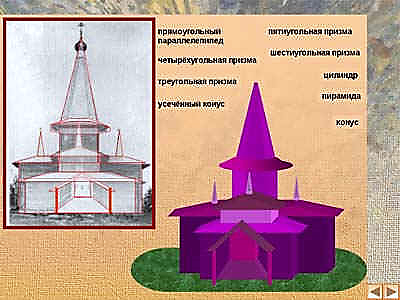 прямоугольный
параллелепипед
четырёхугольная призма
треугольная призма
усечённый конус
пятиугольная призма
шестиугольная призма
цилиндр
пирамида
конус